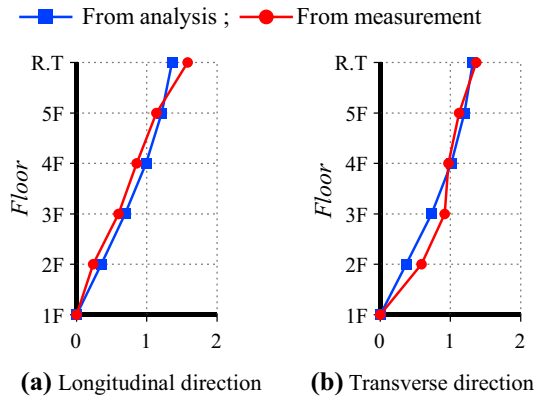 From analysis ; From measurement
R.T
5F
4F
3F
2F
1F
Floor
0 1 2
(a) Longitudinal direction
R.T
5F
4F
3F
2F
1F
Floor
0 1 2
(b) Transverse direction